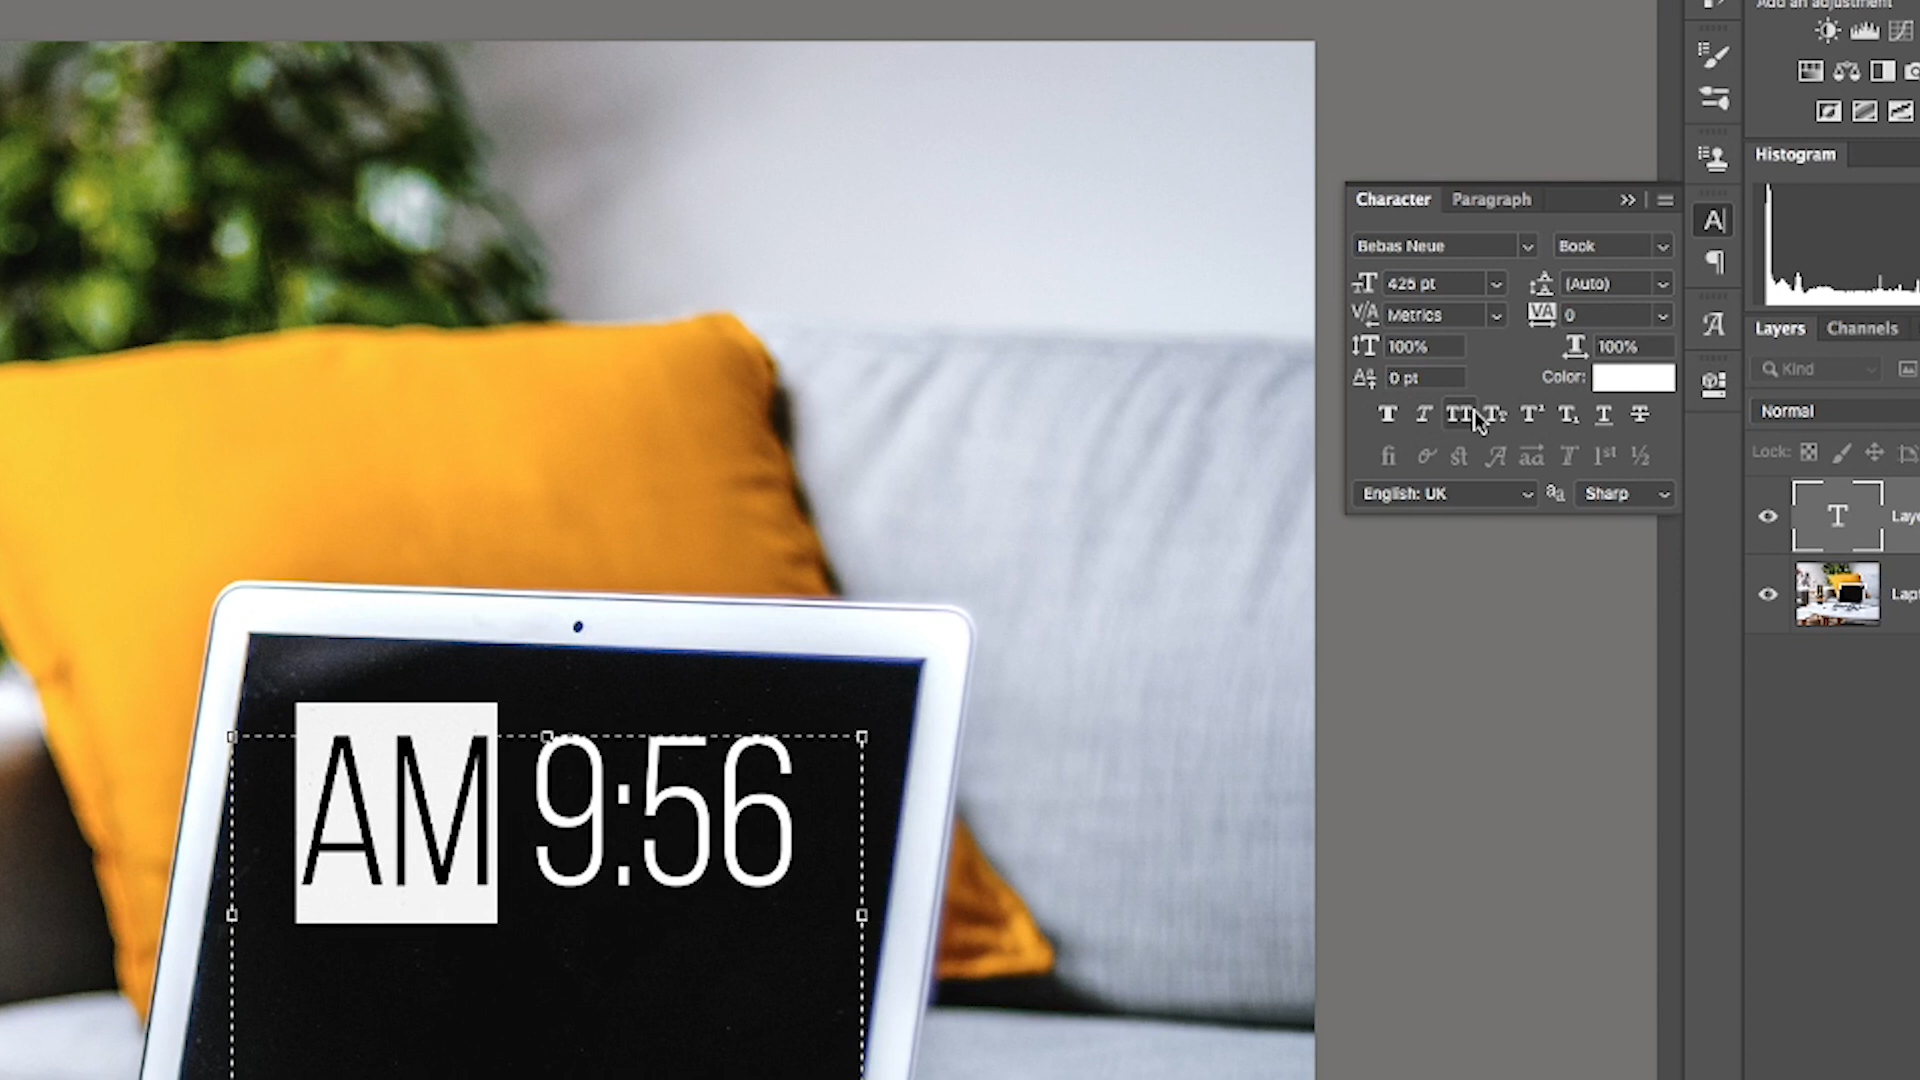 Add an adjustment
Histogram
Character Paragraph
Bebas Neue Book
425 pt (Auto)
Metrics 0
100% 100%
0 pt Color:
English: UK Sharp
Layers Channels
Kind
Normal
Lock:
AM 9:56